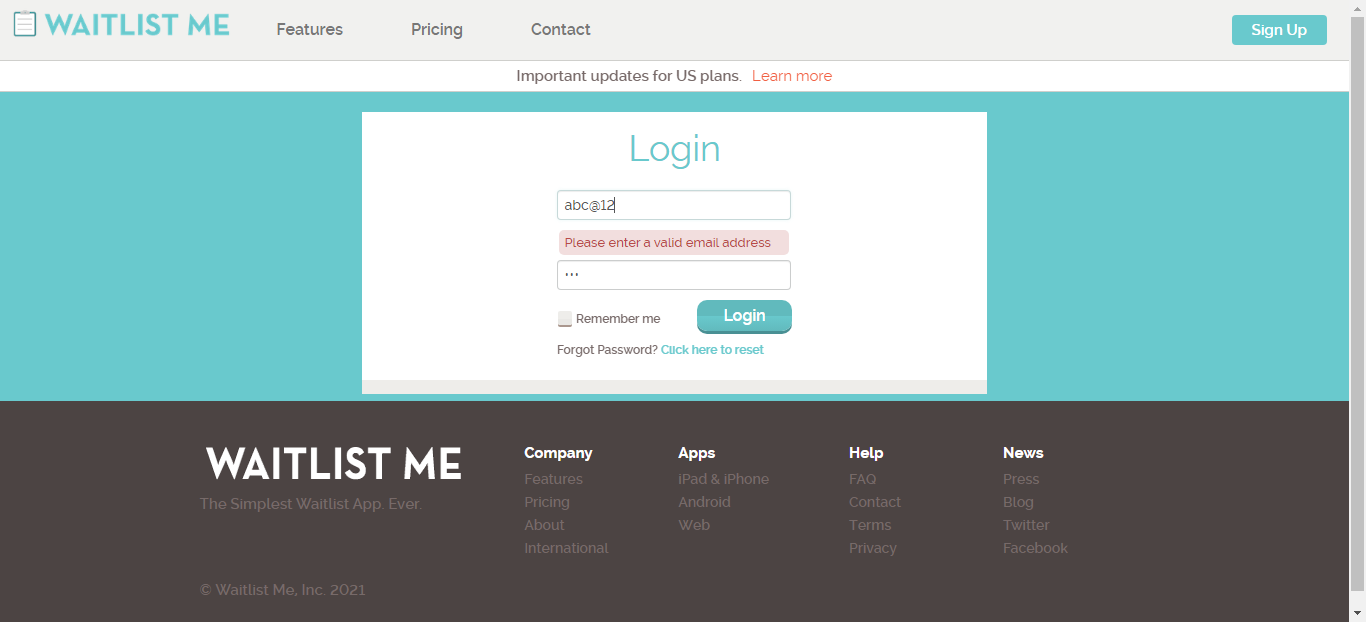 WAITLIST ME
Features
Pricing
Contact
Sign Up
Important updates for US plans. Learn more
Login
abc@12
Please enter a valid email address
Remember me
Login
Forgot Password? Click here to reset
WAITLIST ME
The Simplest Waitlist App. Ever.
Company
Features
Pricing
About
International
Apps
iPad & iPhone
Android
Web
Help
FAQ
Contact
Terms
Privacy
News
Press
Blog
Twitter
Facebook
© Waitlist Me, Inc. 2021